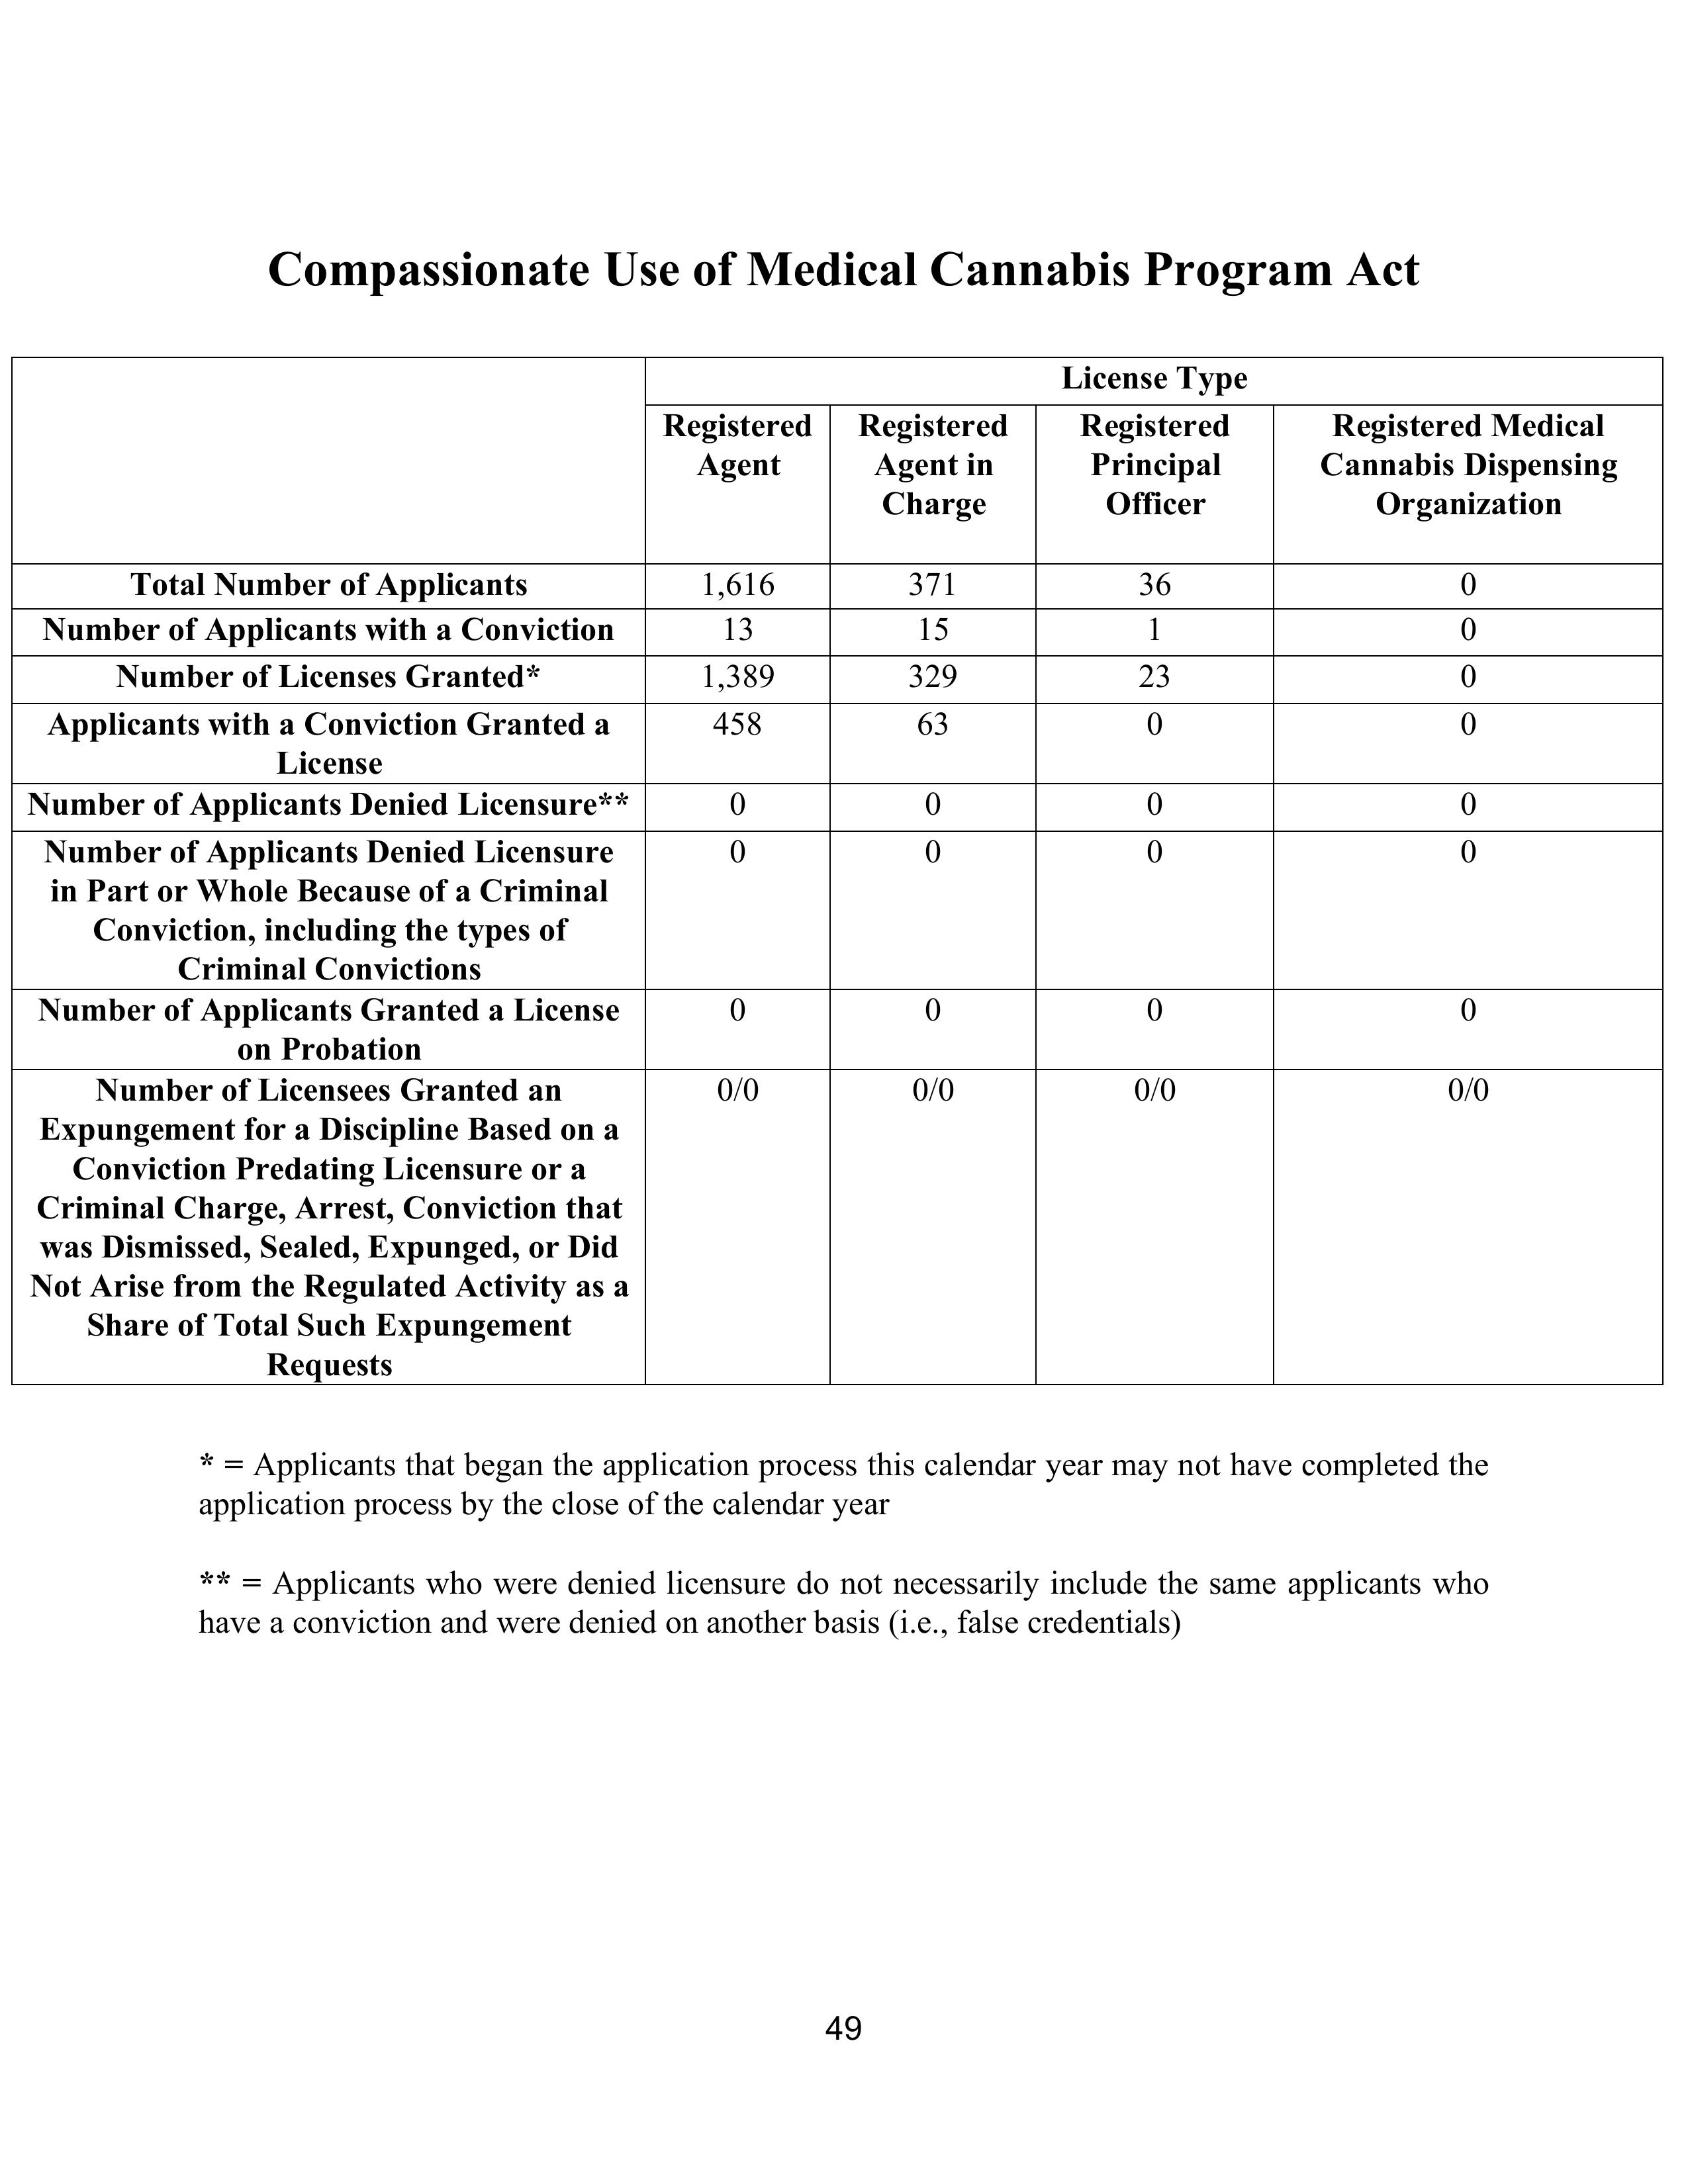 Compassionate Use of Medical Cannabis Program Act
License Type
Registered Agent
Registered Agent in Charge
Registered Principal Officer
Registered Medical Cannabis Dispensing Organization
Total Number of Applicants 1,616 371 36 0
Number of Applicants with a Conviction 13 15 1 0
Number of Licenses Granted* 1,389 329 23 0
Applicants with a Conviction Granted a 458 63 0 0
License
Number of Applicants Denied Licensure** 0 0 0 0
Number of Applicants Denied Licensure 0 0 0 0
in Part or Whole Because of a Criminal
Conviction, including the types of
Criminal Convictions
Number of Applicants Granted a License 0 0 0 0
on Probation
Number of Licensees Granted an 0/0 0/0 0/0 0/0
Expungement for a Discipline Based on a
Conviction Predating Licensure or a
Criminal Charge, Arrest, Conviction that
was Dismissed, Sealed, Expunged, or Did
Not Arise from the Regulated Activity as a
Share of Total Such Expungement
Requests
* = Applicants that began the application process this calendar year may not have completed the
application process by the close of the calendar year
** = Applicants who were denied licensure do not necessarily include the same applicants who
have a conviction and were denied on another basis (i.e., false credentials)
49